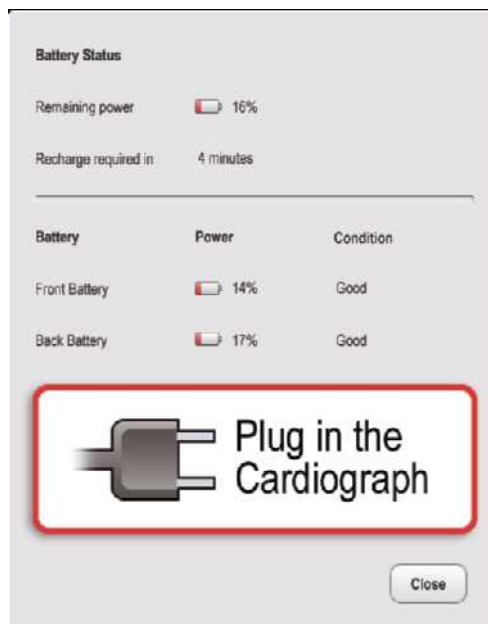 Battery Status
Remaining power 16%
Recharge required in 4 minutes
Battery Power Condition
Front Battery 14% Good
Back Battery 17% Good
Plug in the
Cardiograph
Close